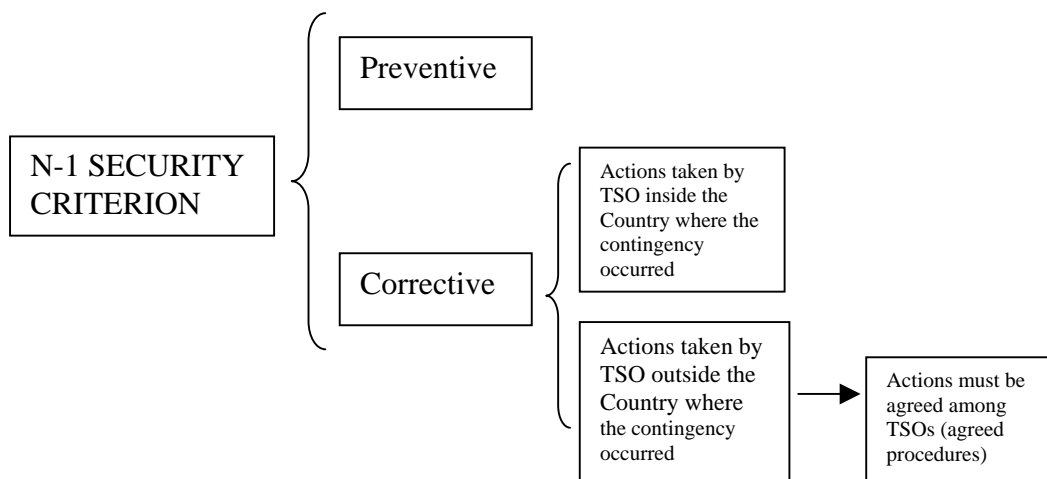 N-1 SECURITY
CRITERION
Preventive
Corrective
Actions taken by
TSO inside the
Country where the
contingency
occurred
Actions taken by
TSO outside the
Country where
the contingency
occurred
Actions must be
agreed among
TSOs (agreed
procedures)